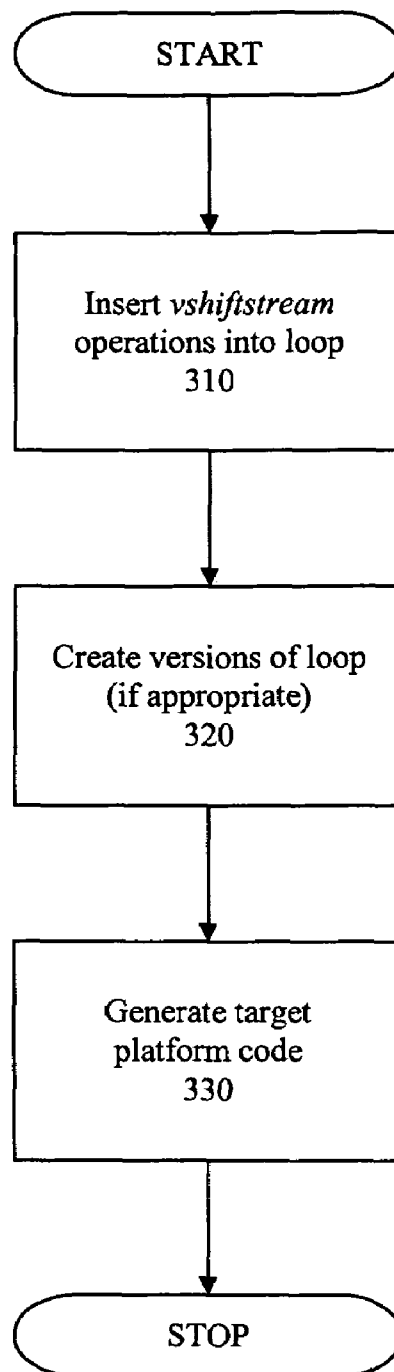 START
Insert vshiftstream
operations into loop
310
Create versions of loop
(if appropriate)
320
Generate target
platform code
330
STOP